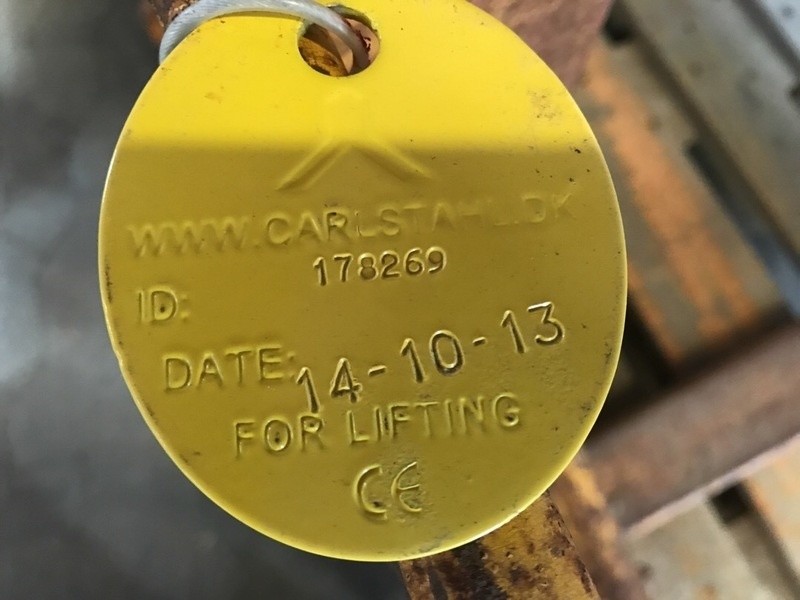 WWW.CARLSTAHL.DK
178269
ID:
DATE: 14-10-13
FOR LIFTING
CE